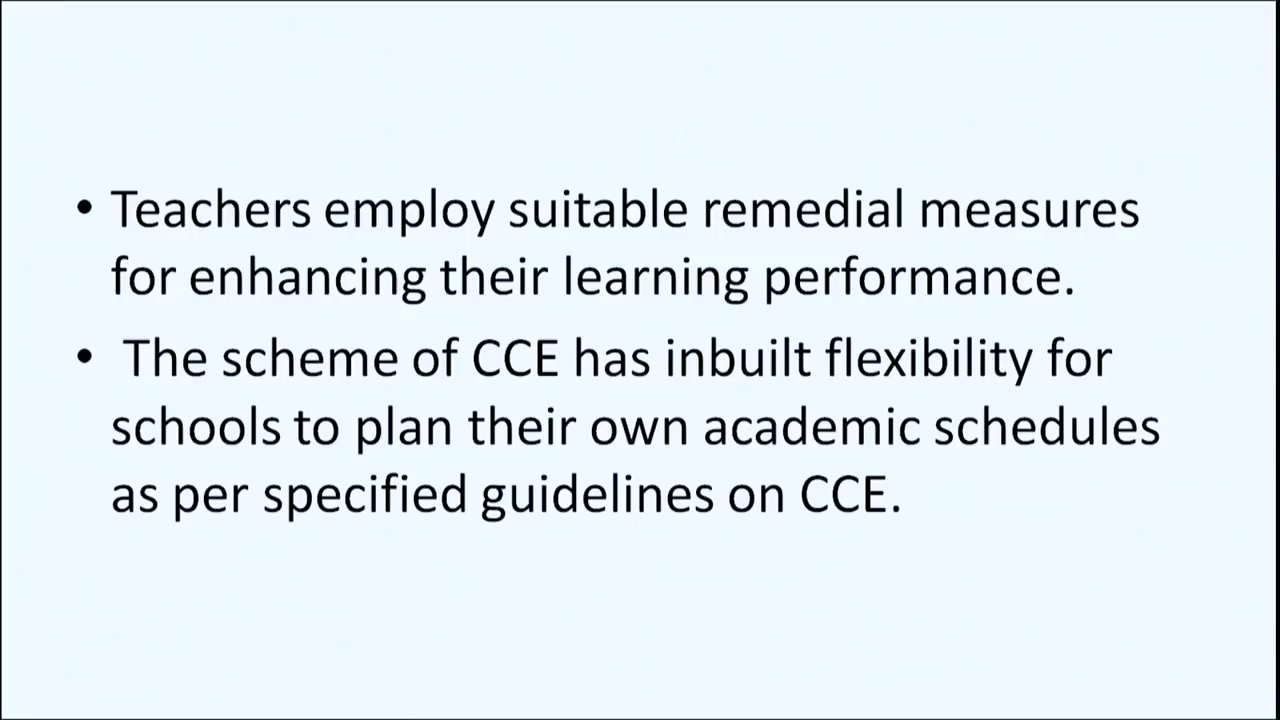 • Teachers employ suitable remedial measures
for enhancing their learning performance.
• The scheme of CCE has inbuilt flexibility for
schools to plan their own academic schedules
as per specified guidelines on CCE.